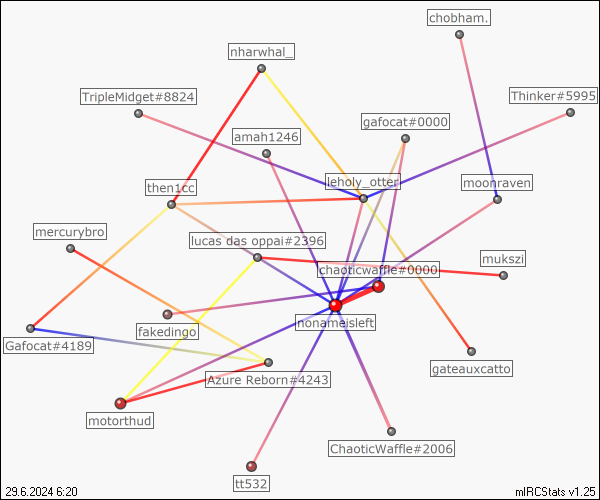 chobham.
nharwhal_
TripleMidget#8824
Thinker#5995
gafocat#0000
amah1246
then1cc
leholy_otter
moonraven
mercurybro
lucas das oppai#2396
mukszi
chaoticwaffle#0000
fakedingo
nonameisleft
Gafocat#4189
gateauxcatto
Azure Reborn#4243
motorthud
ChaoticWaffle#2006
tt532
29.6.2024 6:20
mIRCStats v1.25